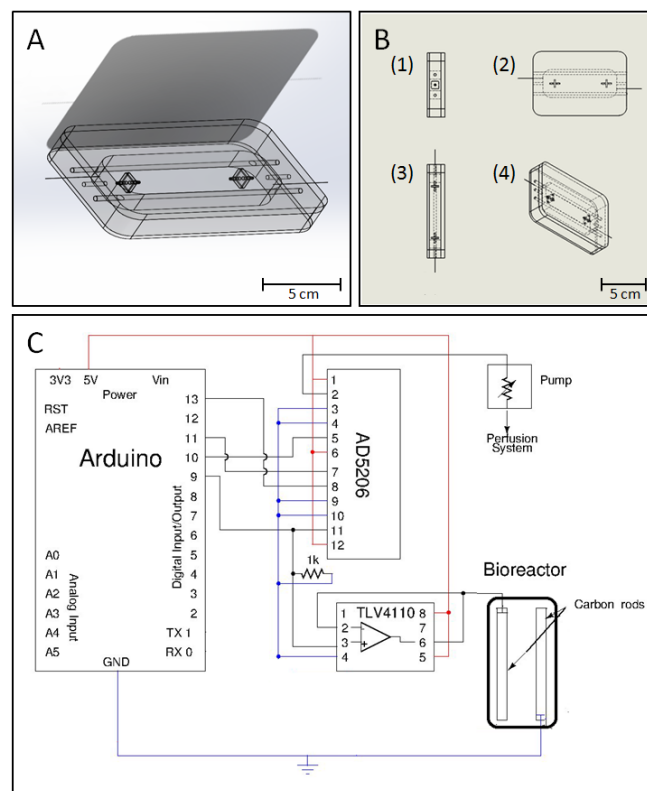 A
5 cm
B
(1)
(2)
(3)
(4)
5 cm
C
3V3 5V Vin
Power
RST
AREF
Arduino
Digital Input/Output
13
12
11
10
9
8
7
6
5
4
3
2
TX 1
RX 0
A0
A1
A2
A3
A4
A5
Analog Input
GND
1
2
3
4
5
6
7
8
9
10
11
12
AD5206
Pump
Perfusion
System
1k
TLV4110
1
2
3
4
8
7
6
5
-
+
Bioreactor
Carbon rods